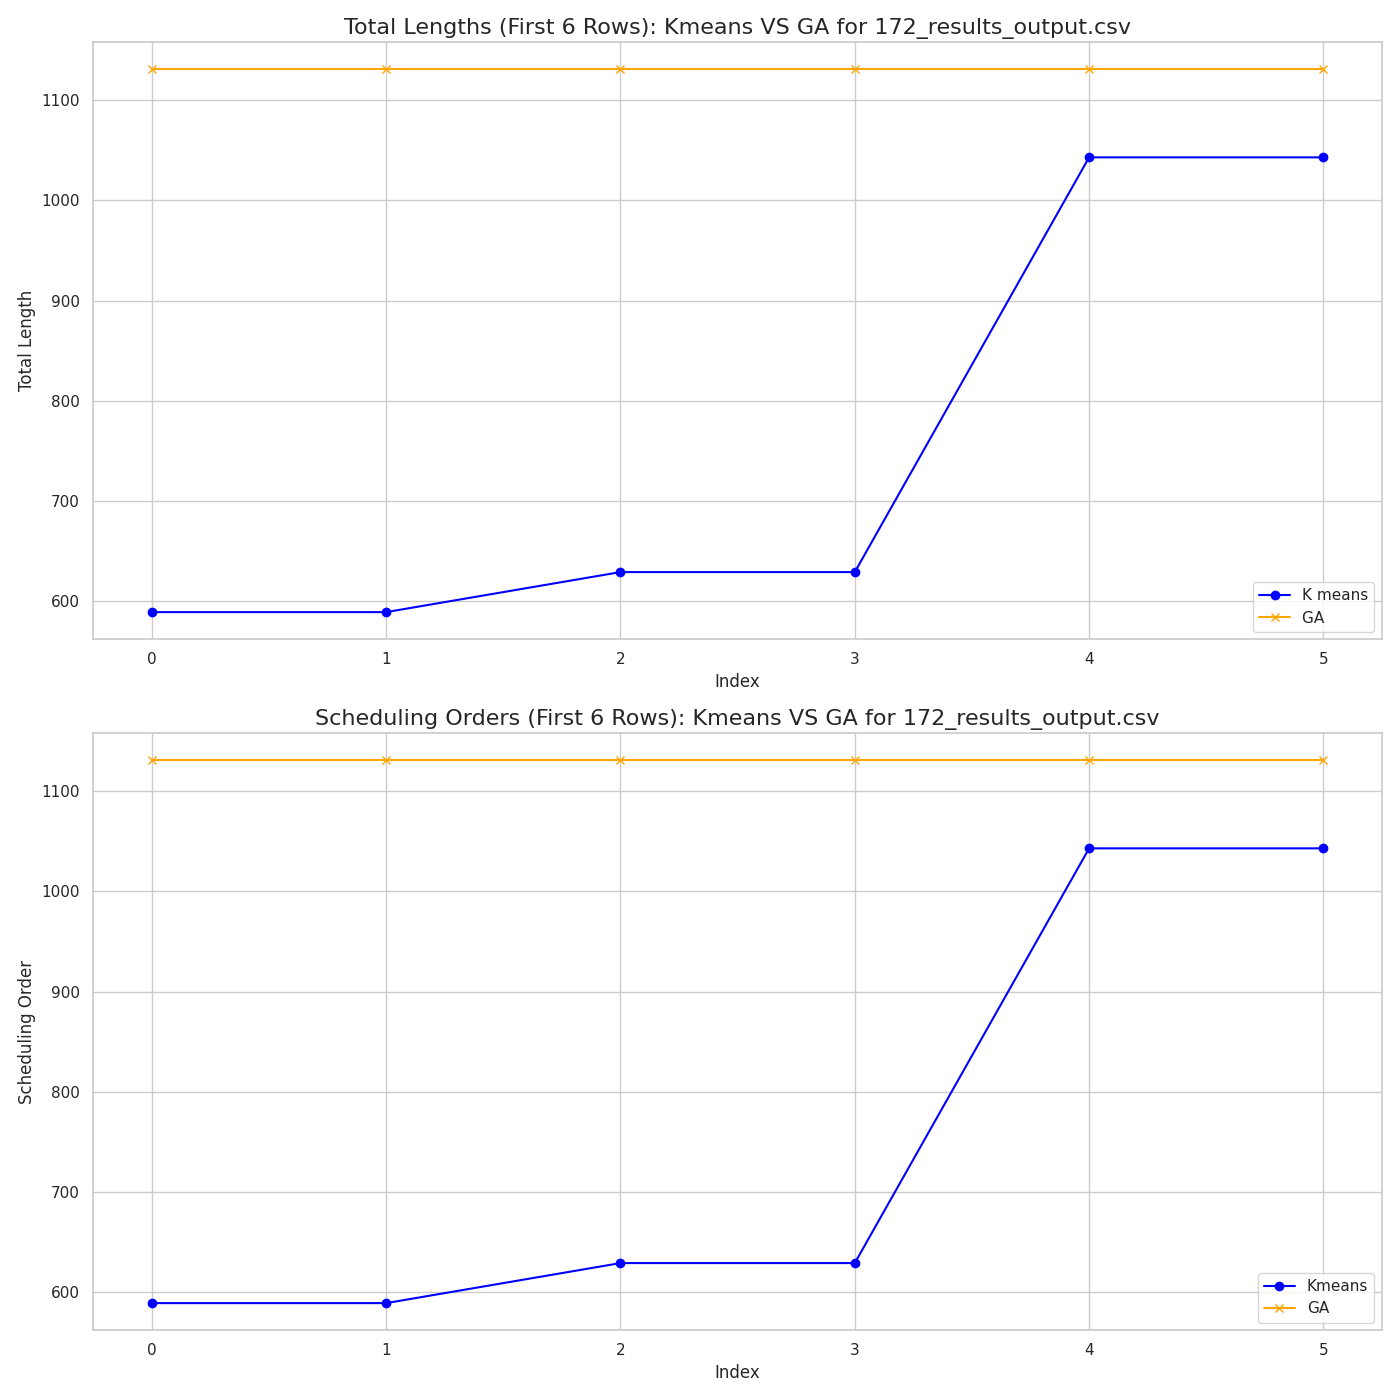 Total Lengths (First 6 Rows): Kmeans VS GA for 172_results_output.csv
1100
1000
900
800
700
600
Total Length
K means
GA
0 1 2 3 4 5
Index
Scheduling Orders (First 6 Rows): Kmeans VS GA for 172_results_output.csv
1100
1000
900
800
700
600
Scheduling Order
Kmeans
GA
0 1 2 3 4 5
Index